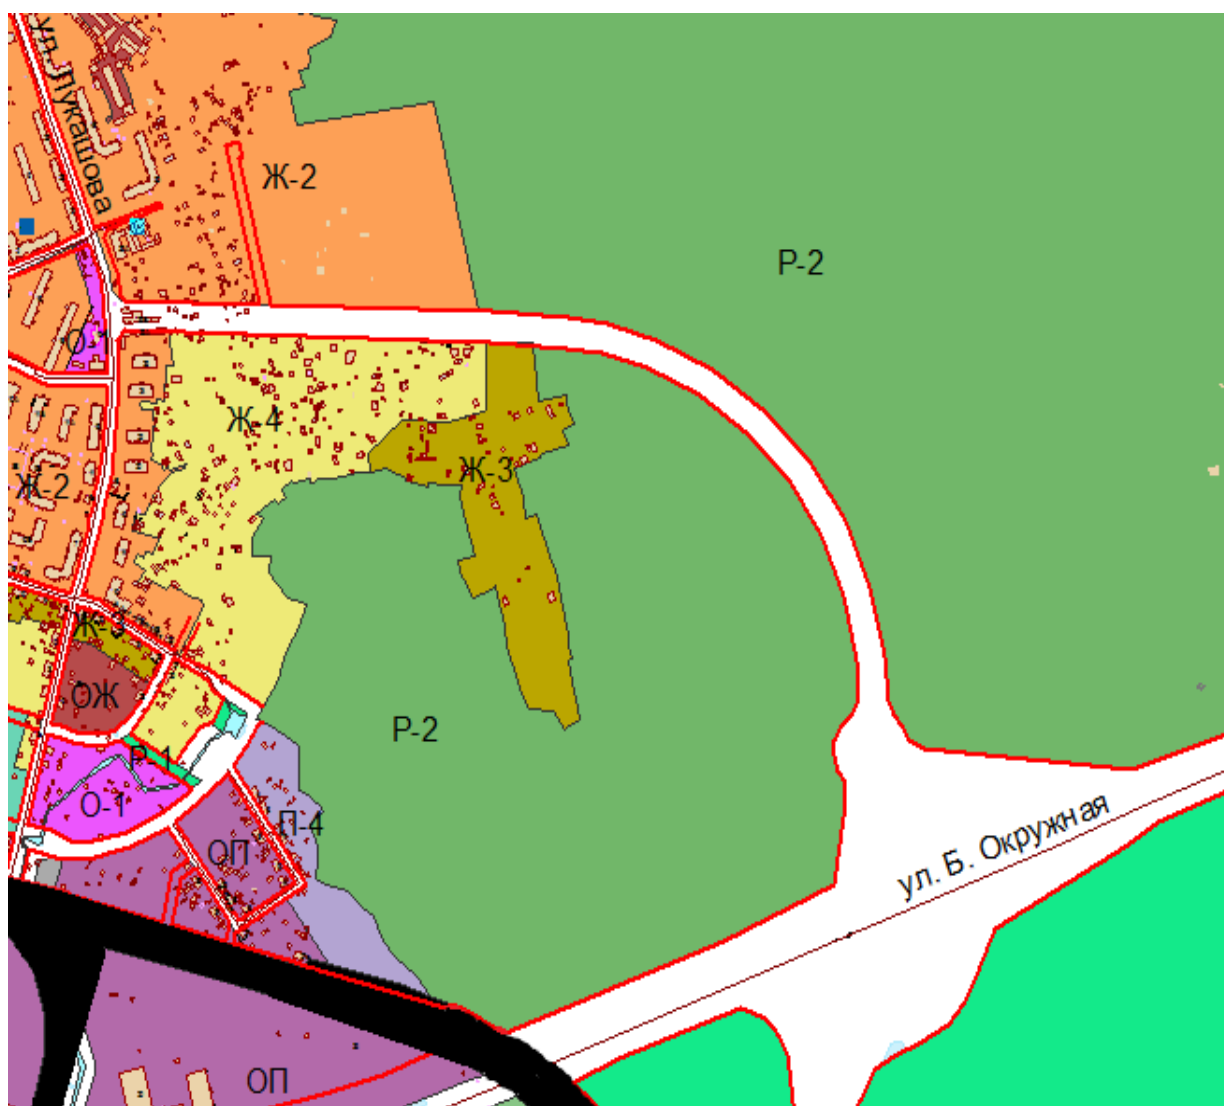 ул. Лукашова
Ж-2
Р-2
О-1
Ж-4
Ж-3
Ж-2
Ж-3
ОЖ
Р-2
Р-1
О-1
П-4
ОП
ул. Б. Окружная
ОП